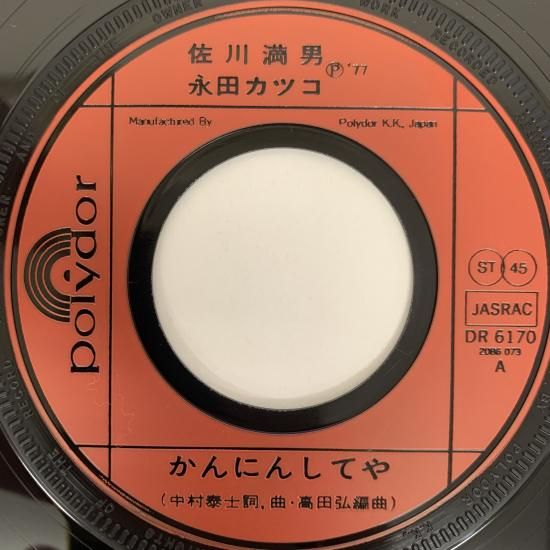 佐川満男
永田カツコ
Ⓟ'77
Manufactured By
Polydor K.K., Japan
polydor
ST 45
JASRAC
DR 6170
2086 073
A
かんにんしてや
(中村泰士詞,曲・高田弘編曲)